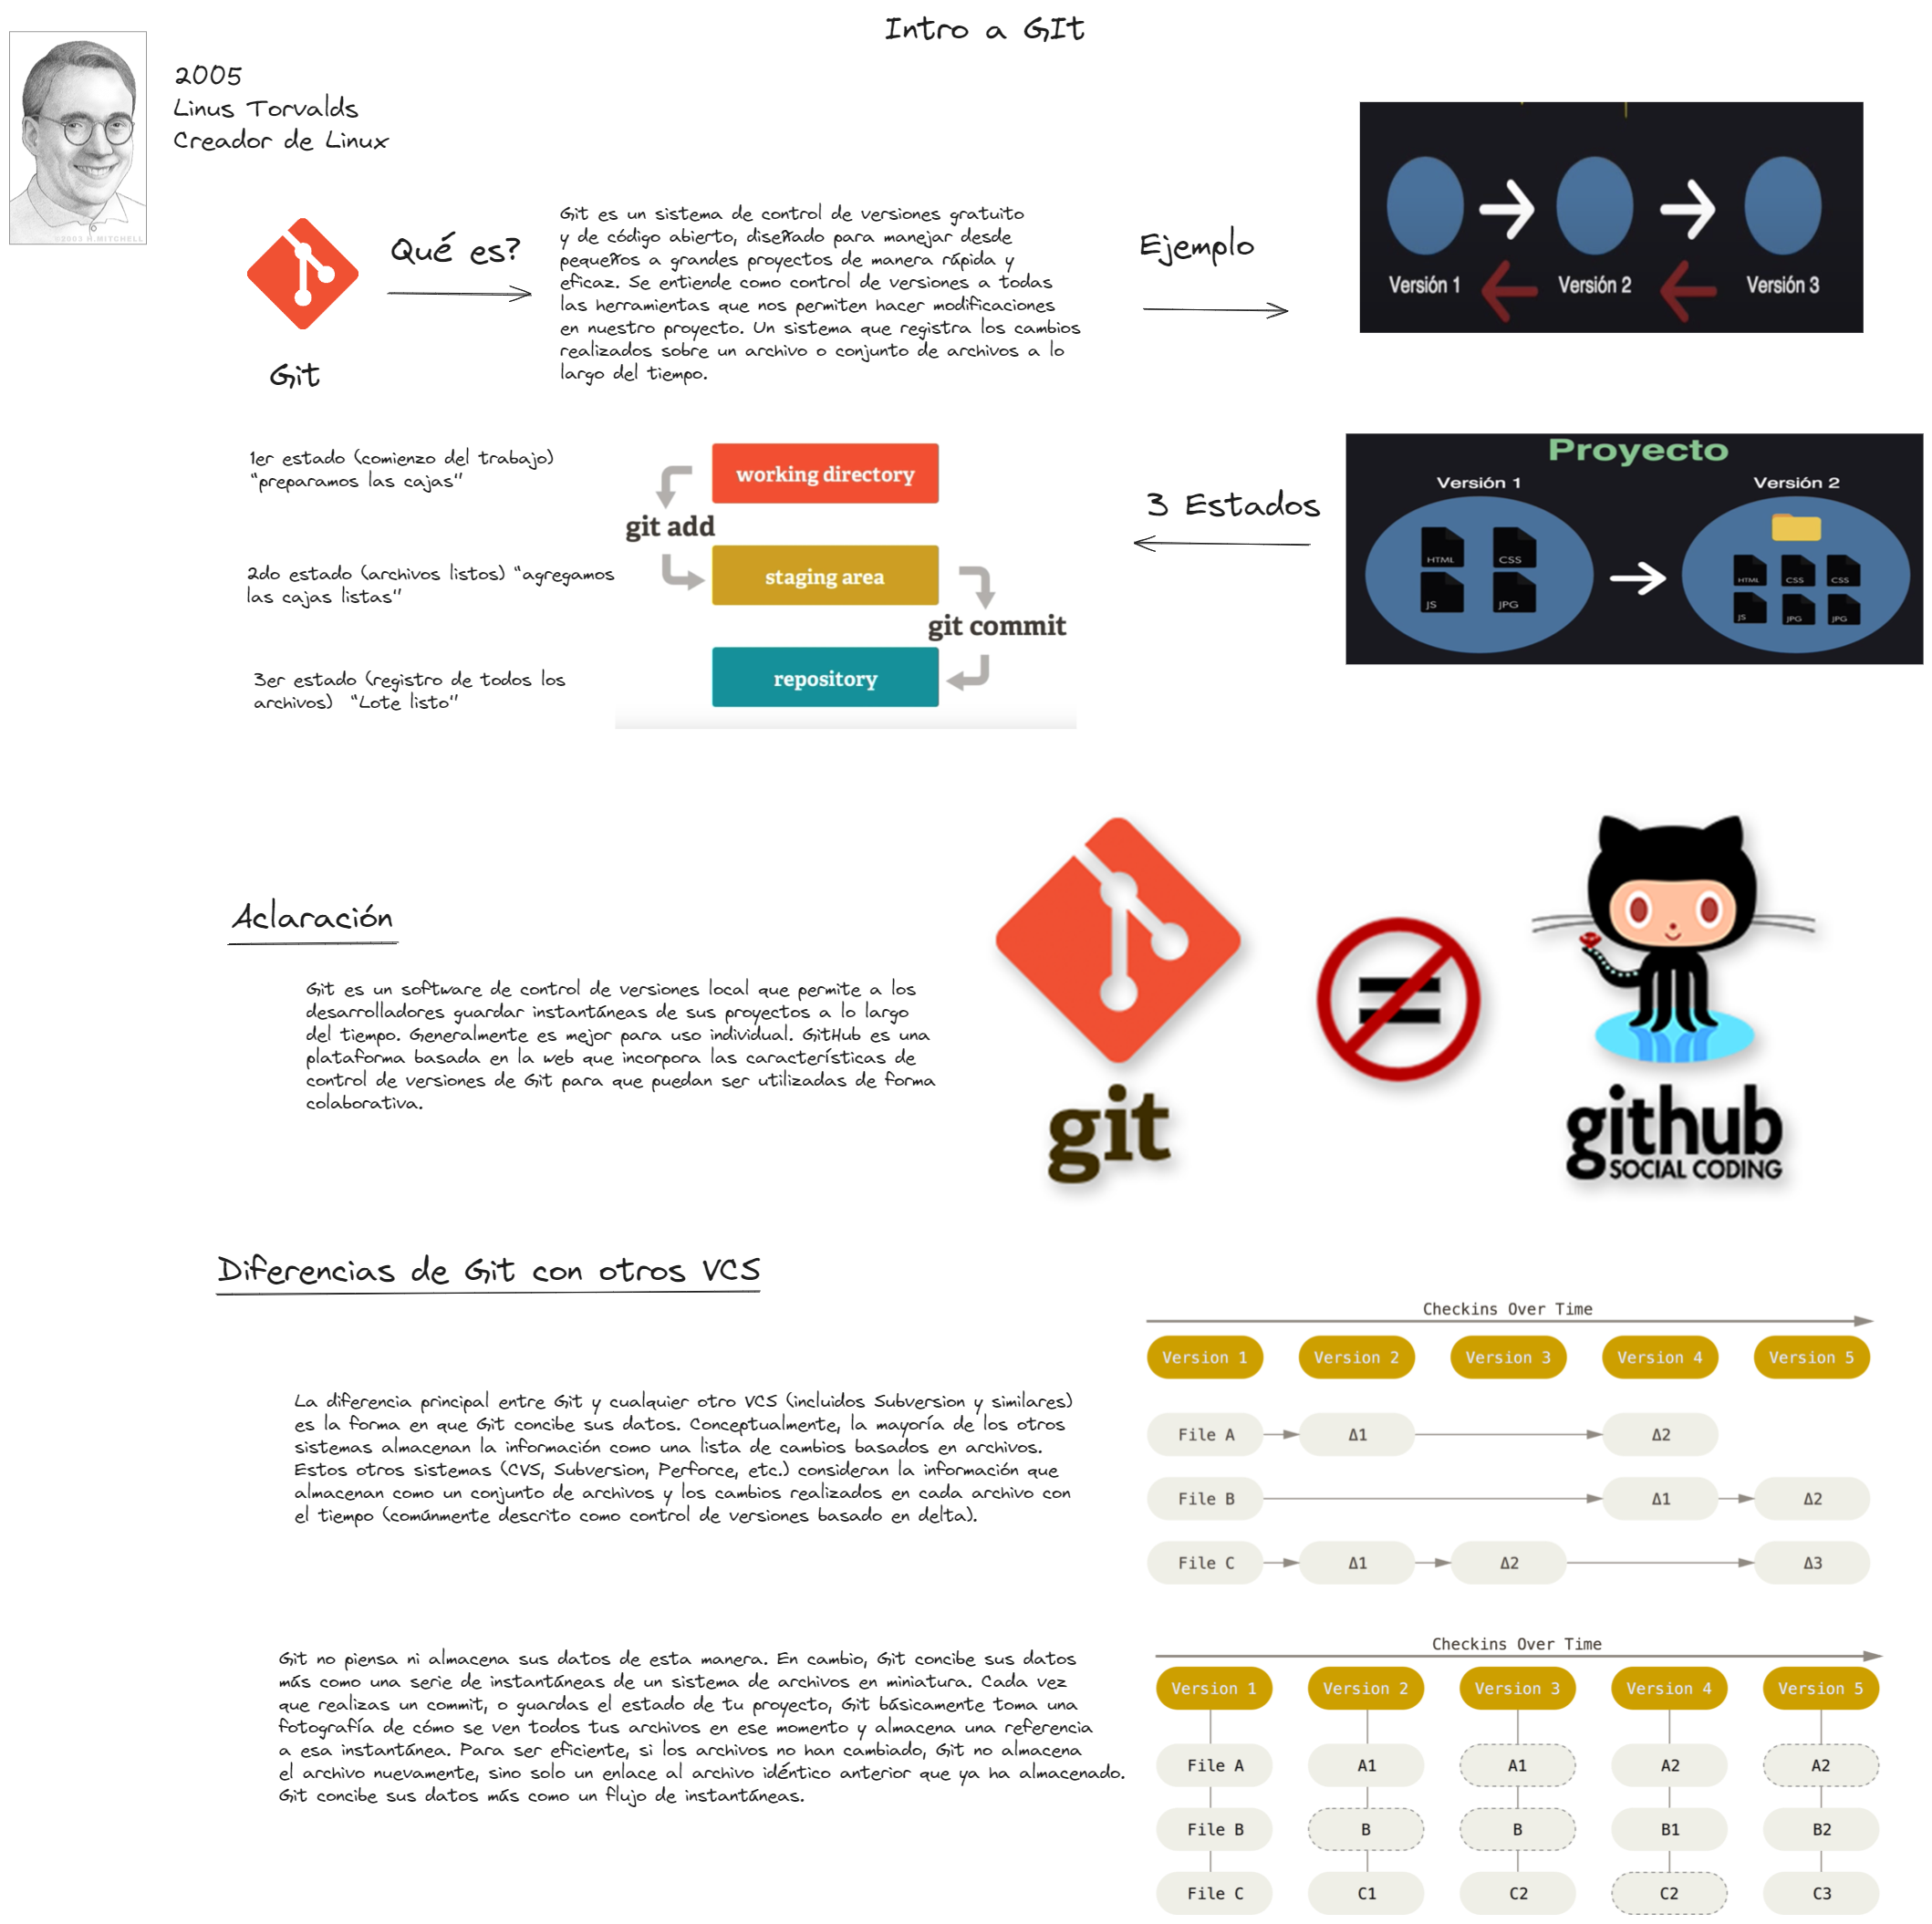 Intro a GIt
2005
Linus Torvalds
Creador de Linux
©2003 H.MITCHELL
Git
Qué es?
Git es un sistema de control de versiones gratuito
y de código abierto, diseñado para manejar desde
pequeños a grandes proyectos de manera rápida y
eficaz. Se entiende como control de versiones a todas
las herramientas que nos permiten hacer modificaciones
en nuestro proyecto. Un sistema que registra los cambios
realizados sobre un archivo o conjunto de archivos a lo
largo del tiempo.
Ejemplo
Versión 1
Versión 2
Versión 3
Proyecto
Versión 1
Versión 2
HTML
CSS
JS
JPG
HTML
CSS
CSS
JS
JPG
JPG
3 Estados
1er estado (comienzo del trabajo)
"preparamos las cajas"
2do estado (archivos listos) "agregamos
las cajas listas"
3er estado (registro de todos los
archivos) "Lote listo"
working directory
git add
staging area
git commit
repository
Aclaración
Git es un software de control de versiones local que permite a los
desarrolladores guardar instantáneas de sus proyectos a lo largo
del tiempo. Generalmente es mejor para uso individual. GitHub es una
plataforma basada en la web que incorpora las características de
control de versiones de Git para que puedan ser utilizadas de forma
colaborativa.
git
=
github
SOCIAL CODING
Diferencias de Git con otros VCS
La diferencia principal entre Git y cualquier otro VCS (incluidos Subversion y similares)
es la forma en que Git concibe sus datos. Conceptualmente, la mayoría de los otros
sistemas almacenan la información como una lista de cambios basados en archivos.
Estos otros sistemas (CVS, Subversion, Perforce, etc.) consideran la información que
almacenan como un conjunto de archivos y los cambios realizados en cada archivo con
el tiempo (comúnmente descrito como control de versiones basado en delta).
Checkins Over Time
Version 1 Version 2 Version 3 Version 4 Version 5
File A Δ1 Δ2
File B Δ1 Δ2
File C Δ1 Δ2 Δ3
Git no piensa ni almacena sus datos de esta manera. En cambio, Git concibe sus datos
más como una serie de instantáneas de un sistema de archivos en miniatura. Cada vez
que realizas un commit, o guardas el estado de tu proyecto, Git básicamente toma una
fotografía de cómo se ven todos tus archivos en ese momento y almacena una referencia
a esa instantánea. Para ser eficiente, si los archivos no han cambiado, Git no almacena
el archivo nuevamente, sino solo un enlace al archivo idéntico anterior que ya ha almacenado.
Git concibe sus datos más como un flujo de instantáneas.
Checkins Over Time
Version 1 Version 2 Version 3 Version 4 Version 5
File A A1 A1 A2 A2
File B B B B1 B2
File C C1 C2 C2 C3